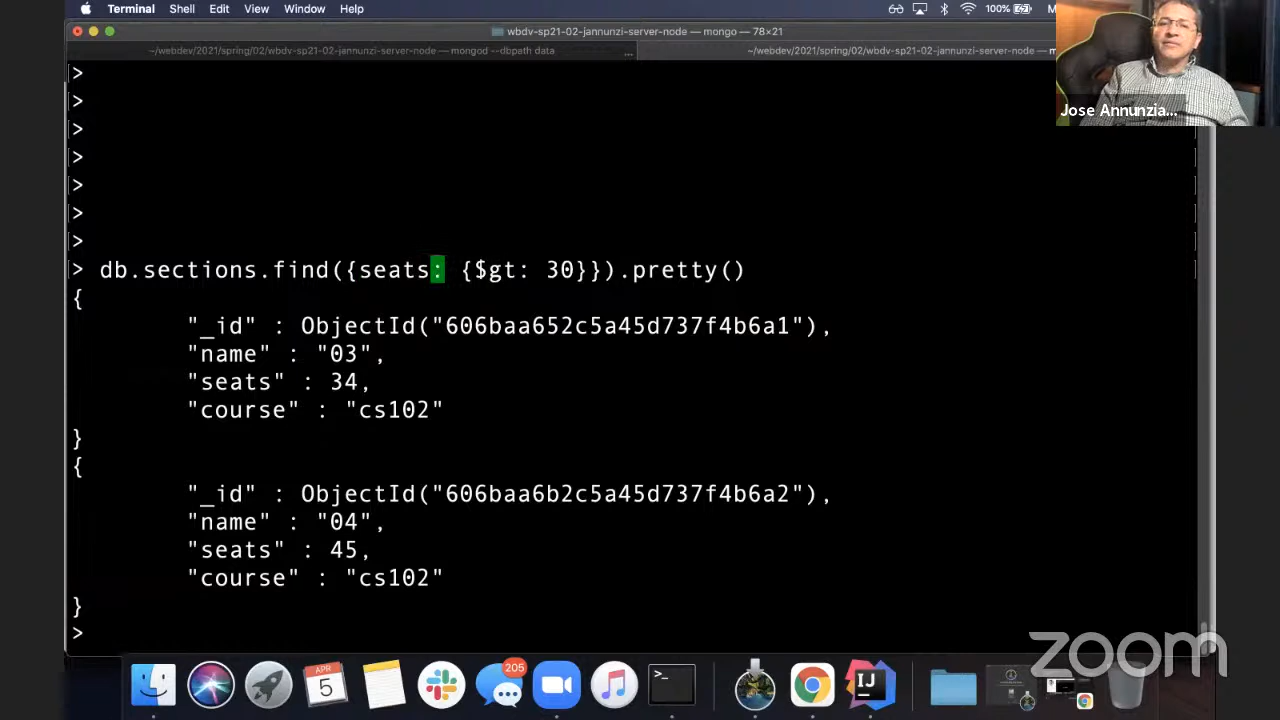 Terminal Shell Edit View Window Help 100%
wbdv-sp21-02-jannunzi-server-node — mongo — 78×21
~/webdev/2021/spring/02/wbdv-sp21-02-jannunzi-server-node — mongod --dbpath data ...
~/webdev/2021/spring/02/wbdv-sp21-02-jannunzi-server-node — m
Jose Annunzia...
>
>
>
>
>
>
>
> db.sections.find({seats: {$gt: 30}}).pretty()
{
"_id" : ObjectId("606baa652c5a45d737f4b6a1"),
"name" : "03",
"seats" : 34,
"course" : "cs102"
}
{
"_id" : ObjectId("606baa6b2c5a45d737f4b6a2"),
"name" : "04",
"seats" : 45,
"course" : "cs102"
}
>
zoom
APR
5
205
>_
IJ